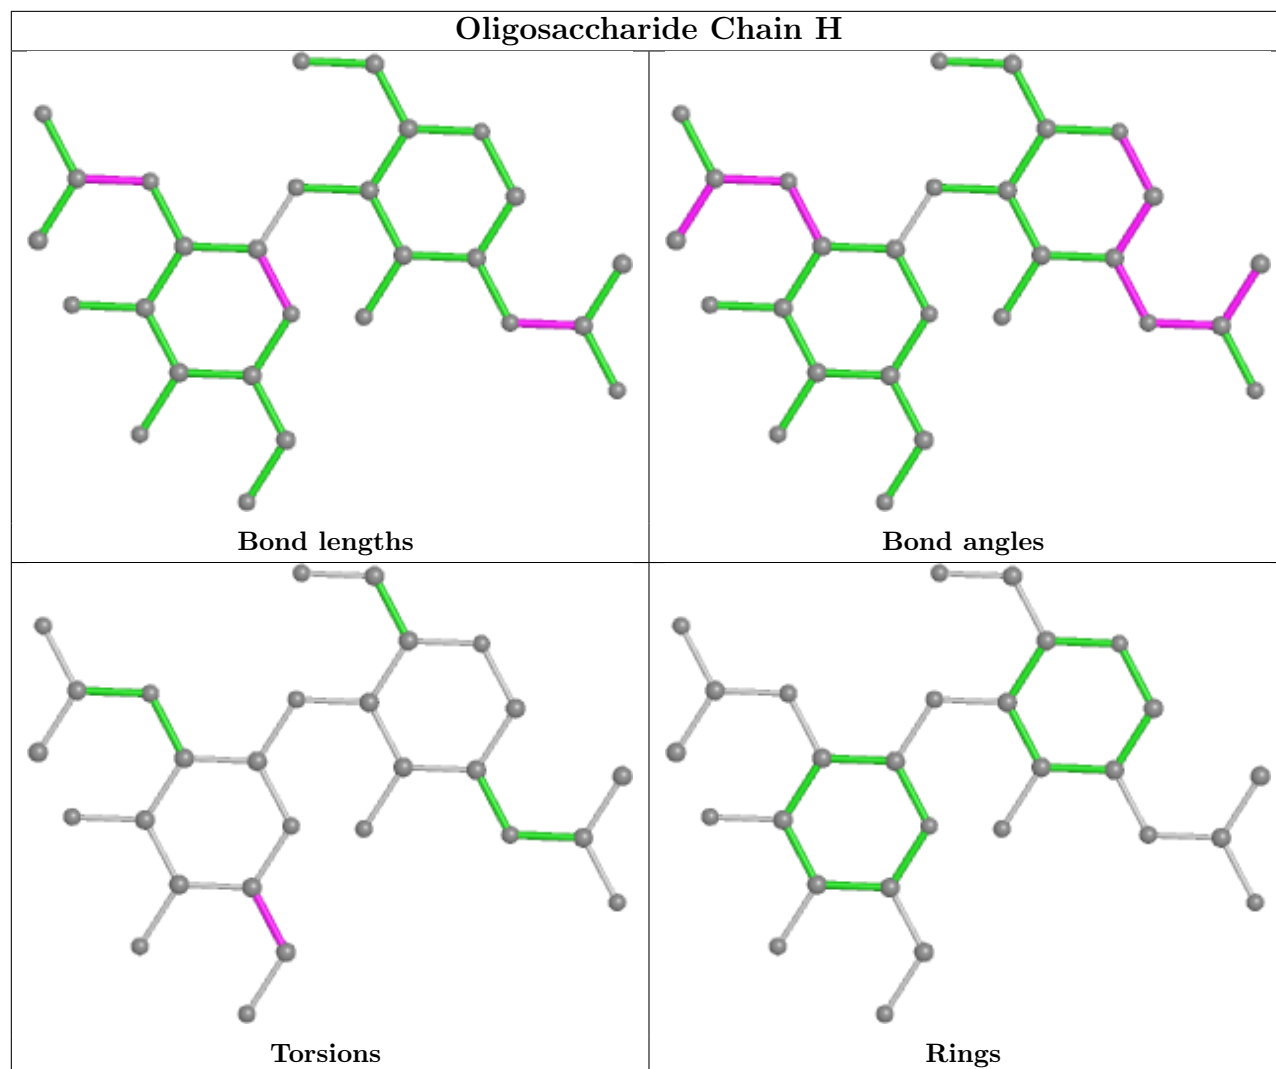 Oligosaccharide Chain H
Bond lengths
Bond angles
Torsions
Rings